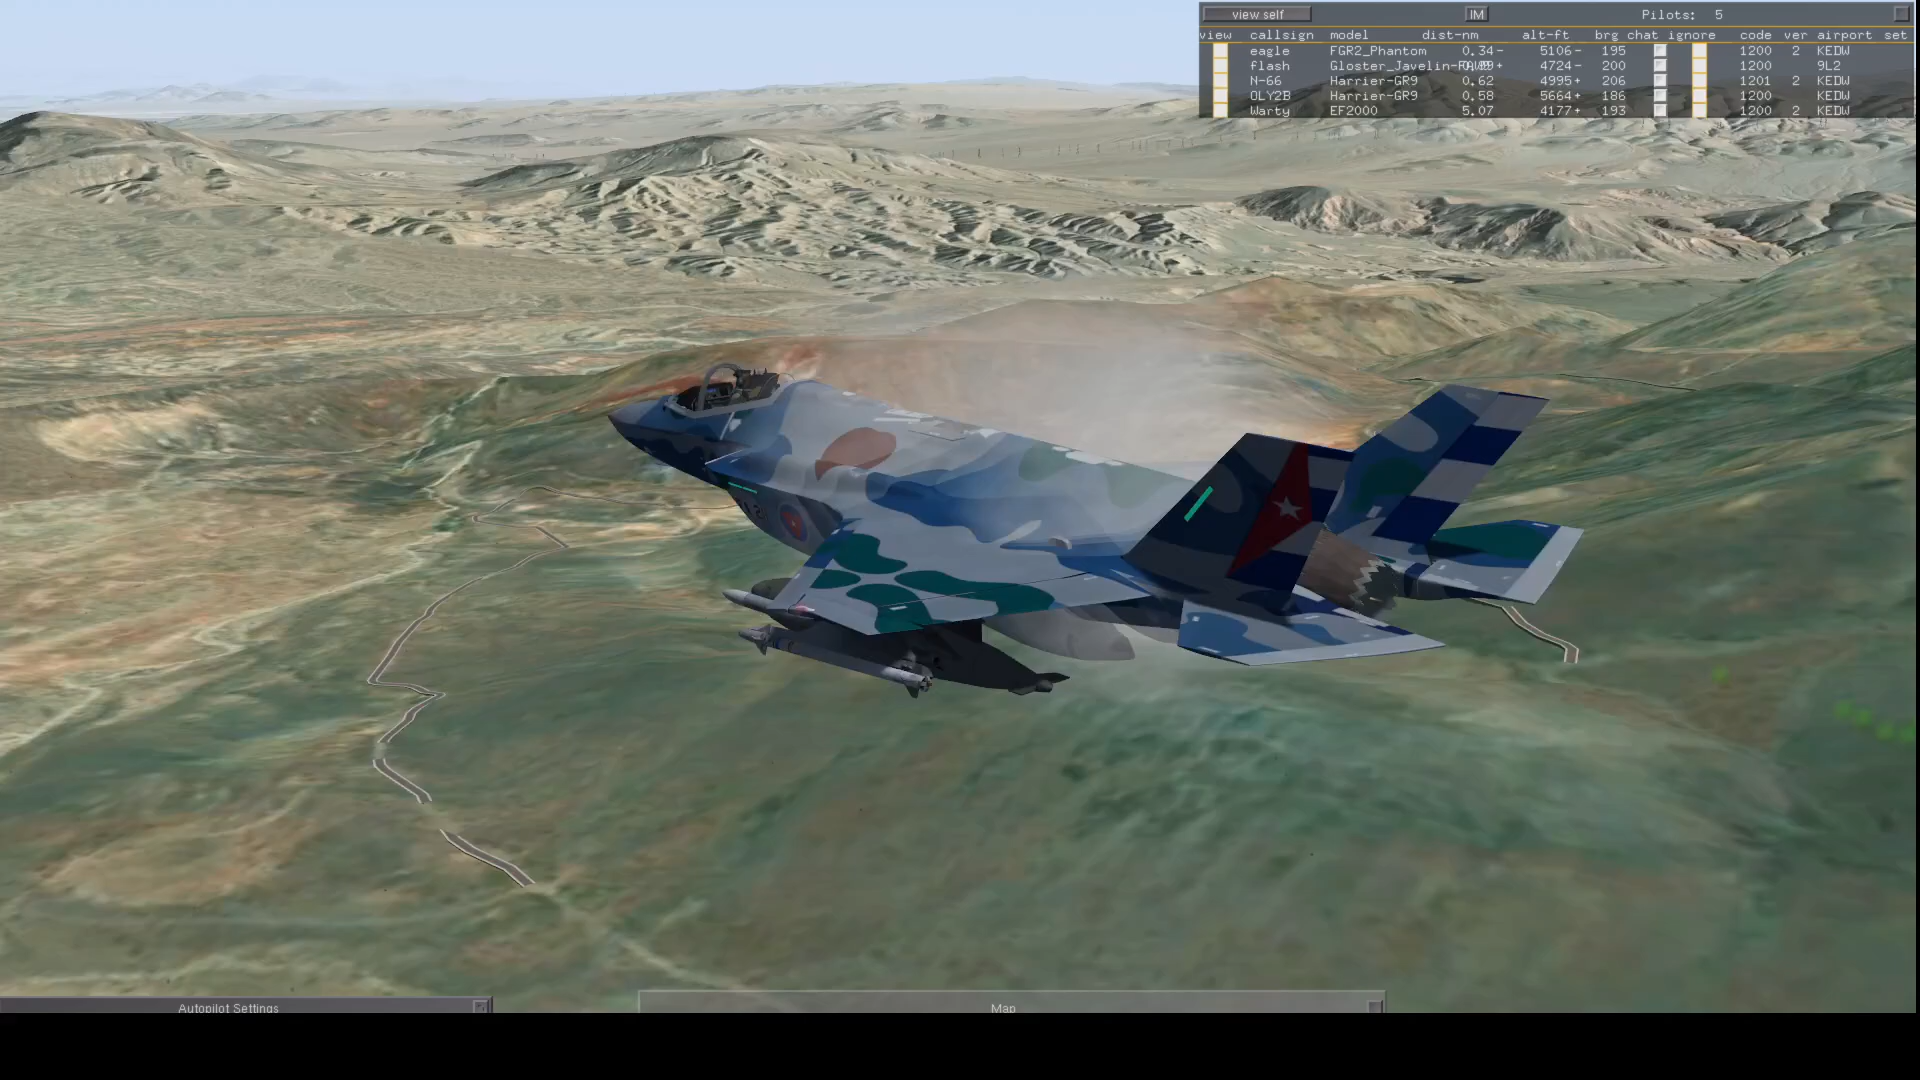 view self IM Pilots: 5
view callsign model dist-nm alt-ft brg chat ignore code ver airport set
eagle FGR2_Phantom 0.34- 5106- 195 1200 2 KEDW
flash 4724- 200 1200 9L2
N-66 Harrier-GR9 0.62 4995+ 206 1201 2 KEDW
OLY2B Harrier-GR9 0.58 5664+ 186 1200 KEDW
Warty EF2000 5.07 4177+ 193 1200 2 KEDW
Autopilot Settings
Map